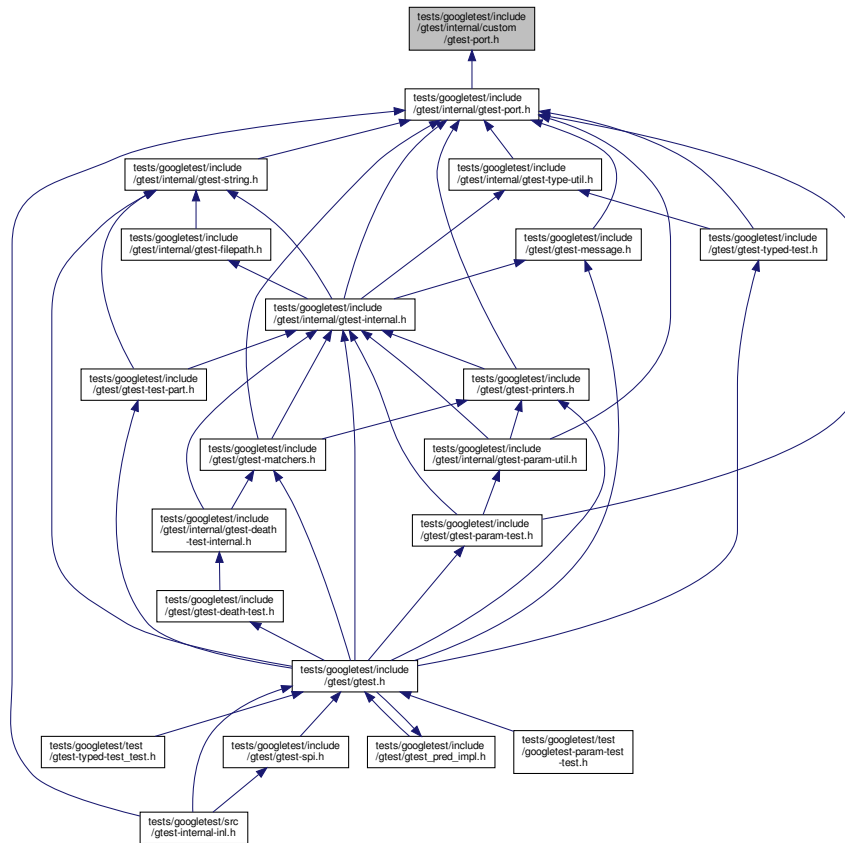 tests/googletest/include
/gtest/internal/custom
/gtest-port.h
tests/googletest/include
/gtest/internal/gtest-port.h
tests/googletest/include
/gtest/internal/gtest-string.h
tests/googletest/include
/gtest/internal/gtest-type-util.h
tests/googletest/include
/gtest/internal/gtest-filepath.h
tests/googletest/include
/gtest/gtest-message.h
tests/googletest/include
/gtest/gtest-typed-test.h
tests/googletest/include
/gtest/internal/gtest-internal.h
tests/googletest/include
/gtest/gtest-test-part.h
tests/googletest/include
/gtest/gtest-printers.h
tests/googletest/include
/gtest/gtest-matchers.h
tests/googletest/include
/gtest/internal/gtest-param-util.h
tests/googletest/include
/gtest/internal/gtest-death
-test-internal.h
tests/googletest/include
/gtest/gtest-param-test.h
tests/googletest/include
/gtest/gtest-death-test.h
tests/googletest/include
/gtest/gtest.h
tests/googletest/test
/gtest-typed-test_test.h
tests/googletest/include
/gtest/gtest-spi.h
tests/googletest/include
/gtest/gtest_pred_impl.h
tests/googletest/test
/googletest-param-test
-test.h
tests/googletest/src
/gtest-internal-inl.h